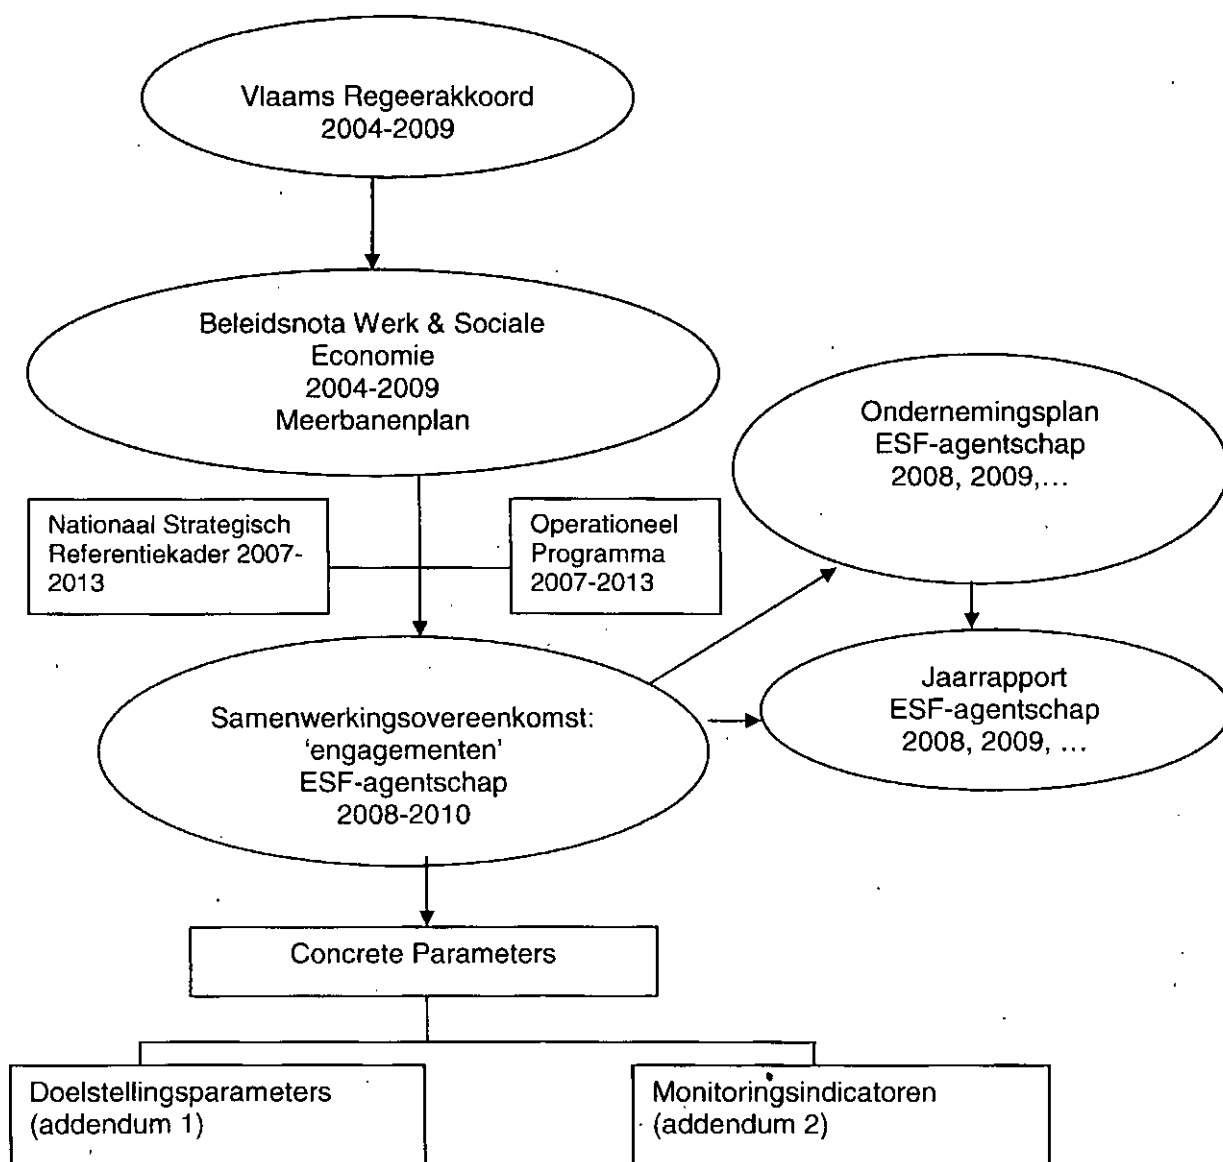 Vlaams Regeerakkoord
2004-2009
Beleidsnota Werk & Sociale
Economie
2004-2009
Meerbanenplan
Ondernemingsplan
ESF-agentschap
2008, 2009,...
Nationaal Strategisch
Referentiekader 2007-
2013
Operationeel
Programma
2007-2013
Samenwerkingsovereenkomst:
'engagementen'
ESF-agentschap
2008-2010
Jaarrapport
ESF-agentschap
2008, 2009, ...
Concrete Parameters
Doelstellingsparameters
(addendum 1)
Monitoringsindicatoren
(addendum 2)